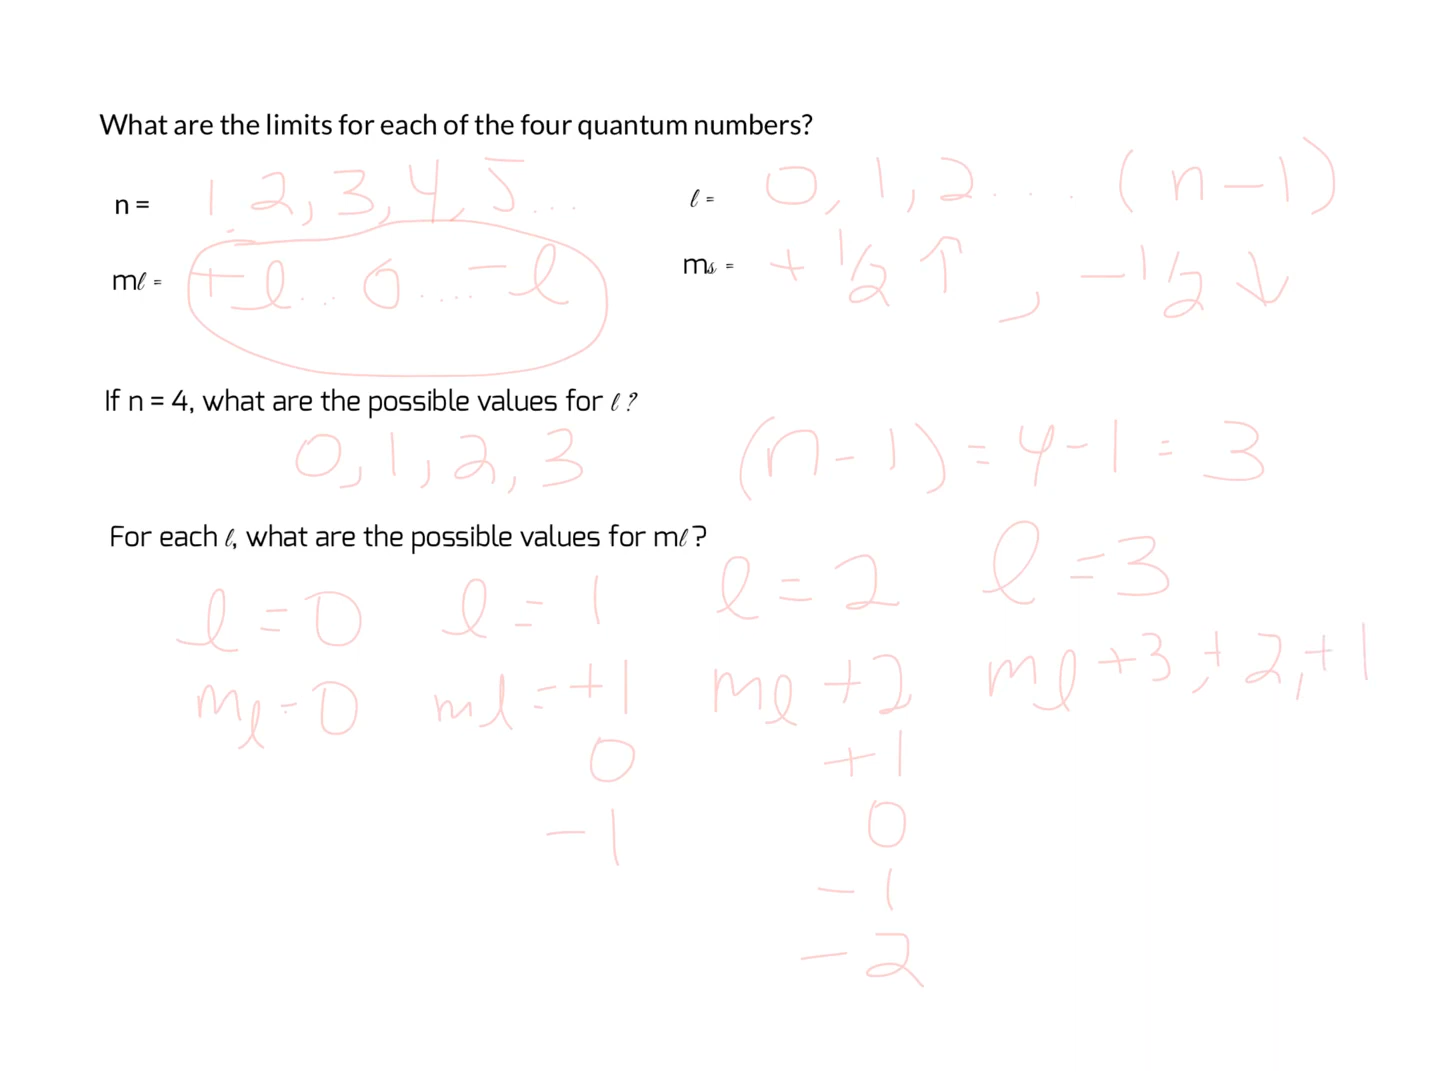 What are the limits for each of the four quantum numbers?
n = 1, 2, 3, 4, 5...
ℓ = 0, 1, 2.... (n-1)
mℓ = +l... 0.... -l
ms = +1/2 ↑, -1/2 ↓
If n = 4, what are the possible values for ℓ?
0, 1, 2, 3 (n-1) = 4-1 = 3
For each ℓ, what are the possible values for mℓ?
l = 0 l = 1 l = 2 l = 3
ml = 0 ml = +1 ml +2 ml +3, +2, +1
0 +1
-1 0
-1
-2